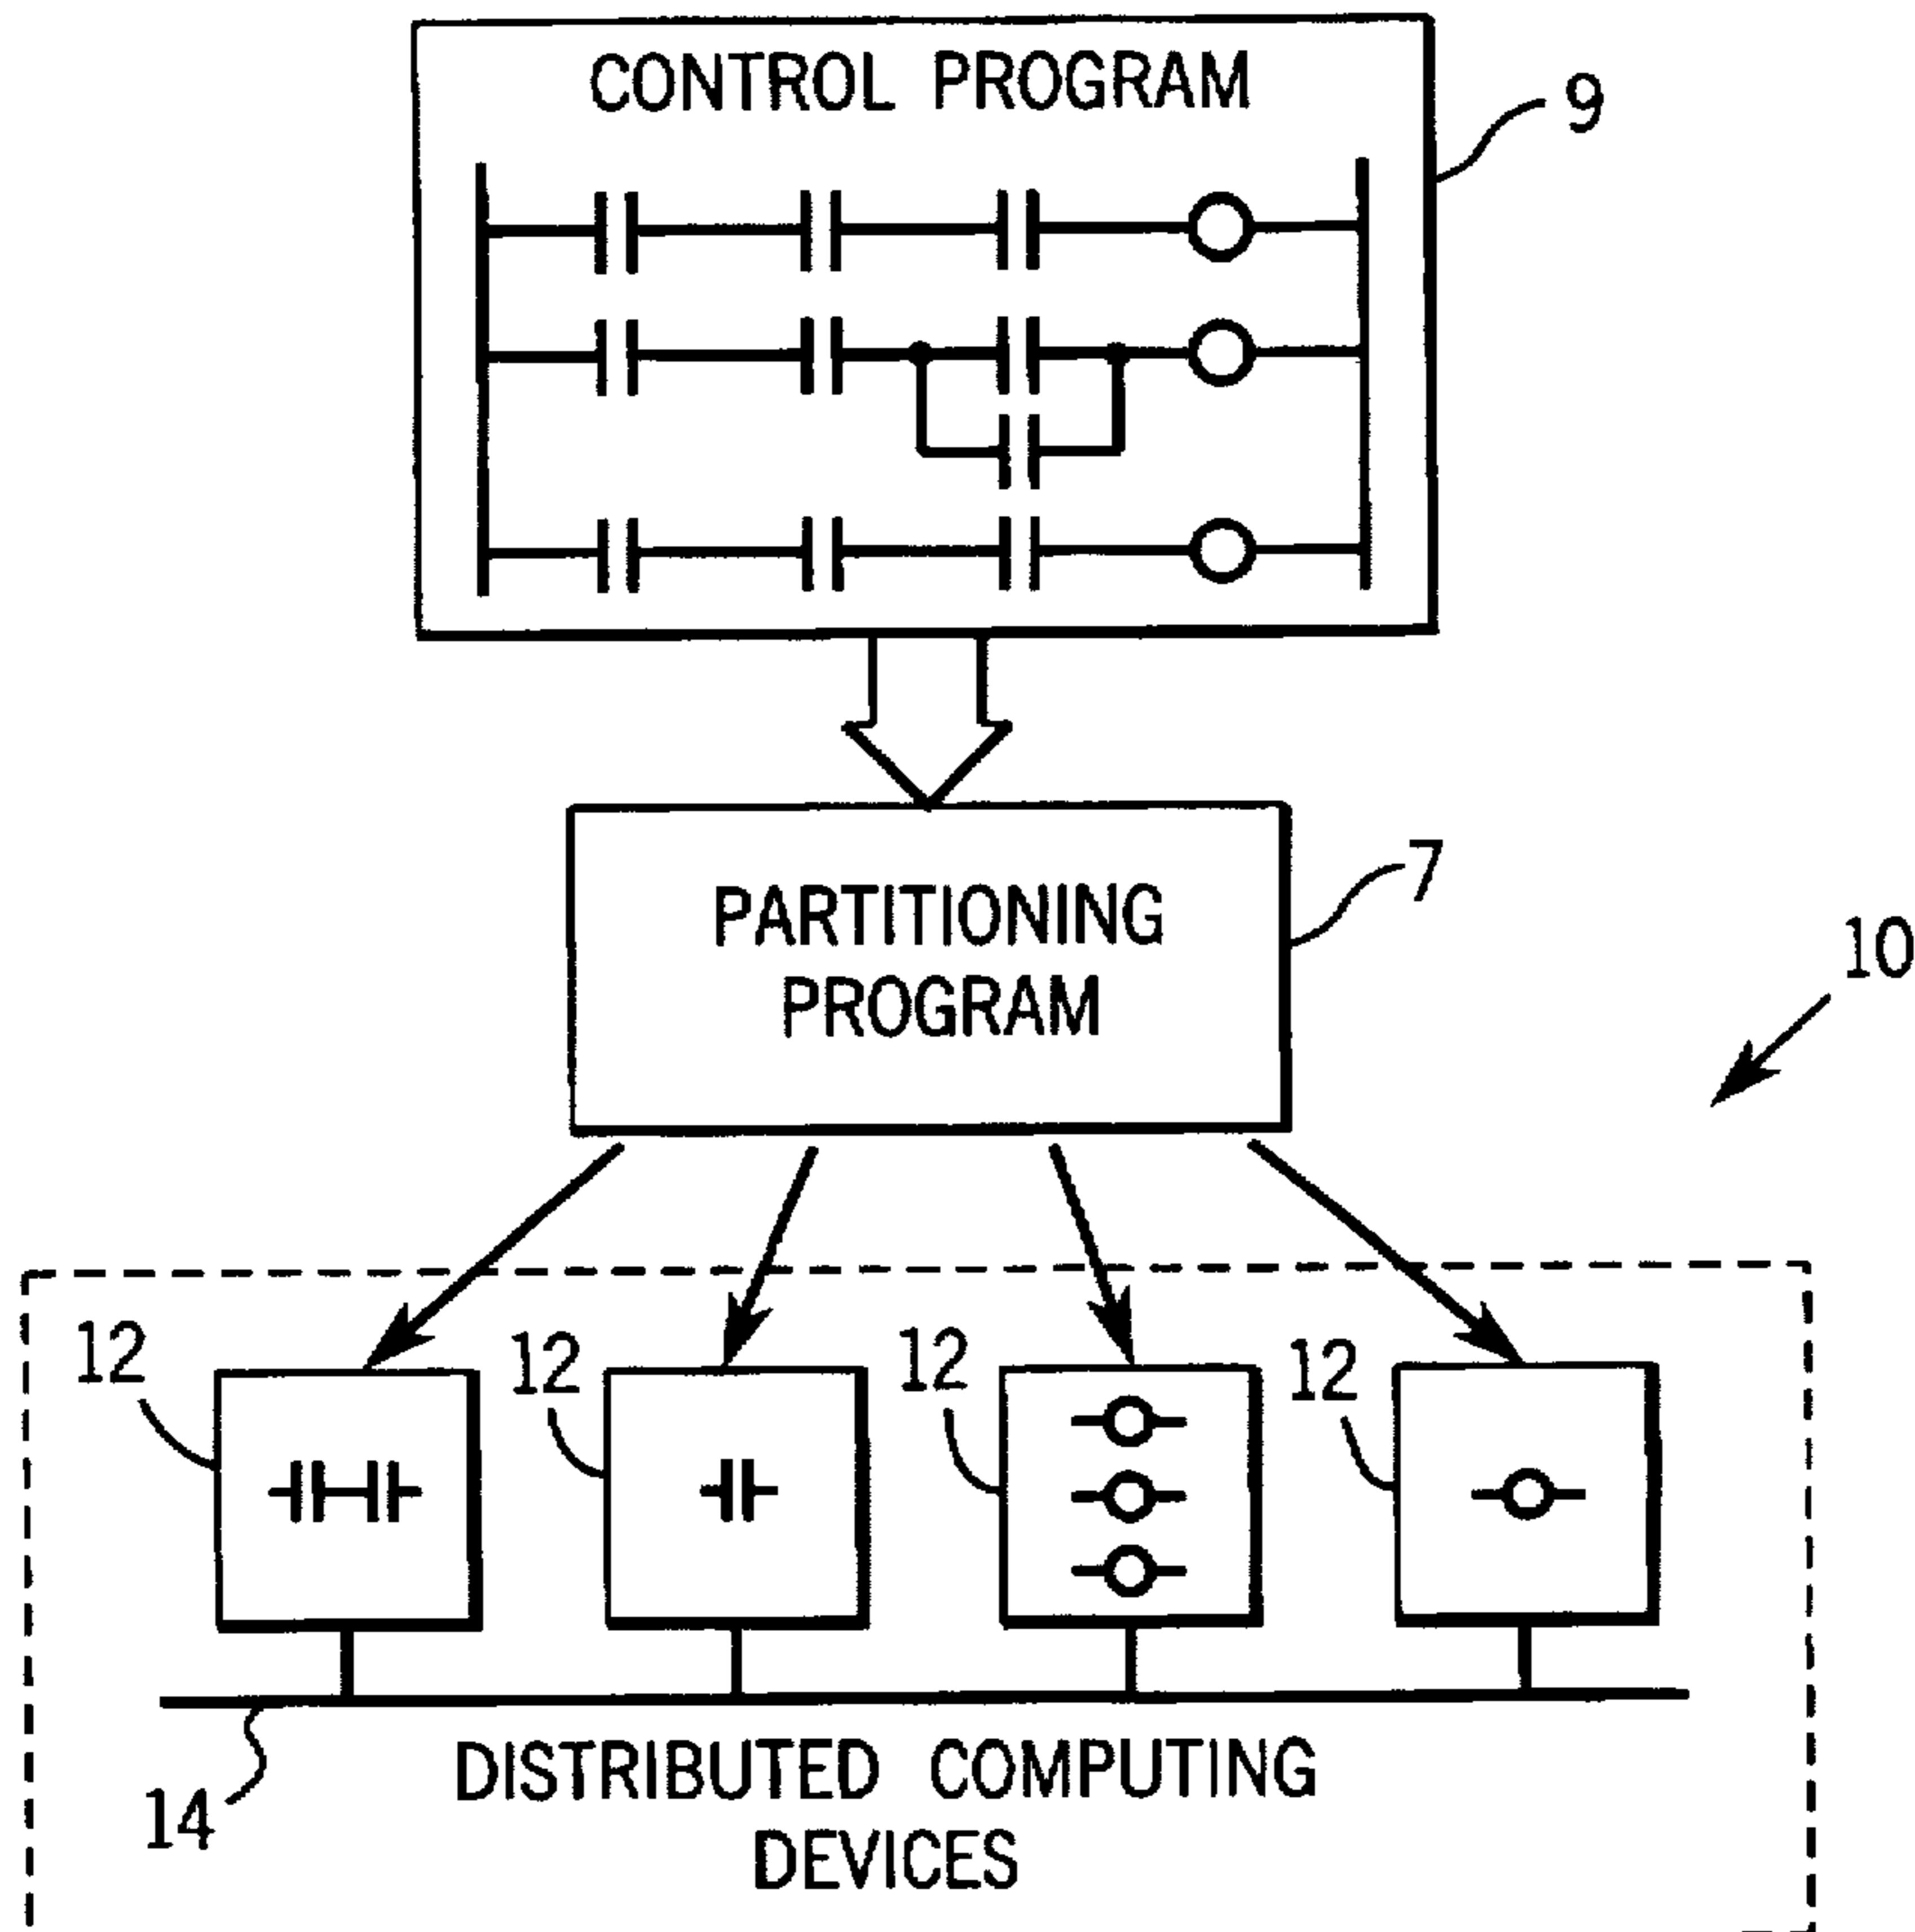 CONTROL PROGRAM
9
PARTITIONING
PROGRAM
7
10
12
12
12
12
14
DISTRIBUTED COMPUTING
DEVICES